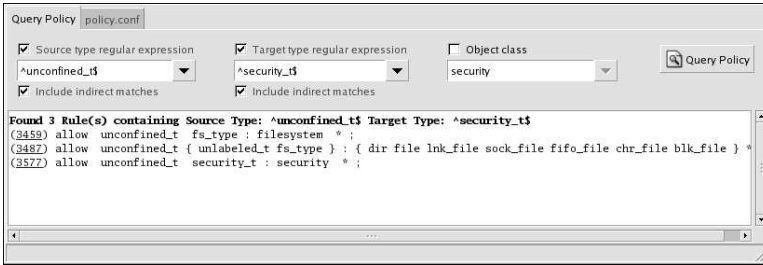 Query Policy policy.conf
Source type regular expression Target type regular expression Object class
^unconfined_t$ ^security_t$ security Query Policy
Include indirect matches Include indirect matches
Found 3 Rule(s) containing Source Type: ^unconfined_t$ Target Type: ^security_t$
(3459) allow unconfined_t fs_type : filesystem * ;
(3487) allow unconfined_t { unlabeled_t fs_type } : { dir file lnk_file sock_file fifo_file chr_file blk_file } *
(3577) allow unconfined_t security_t : security * ;